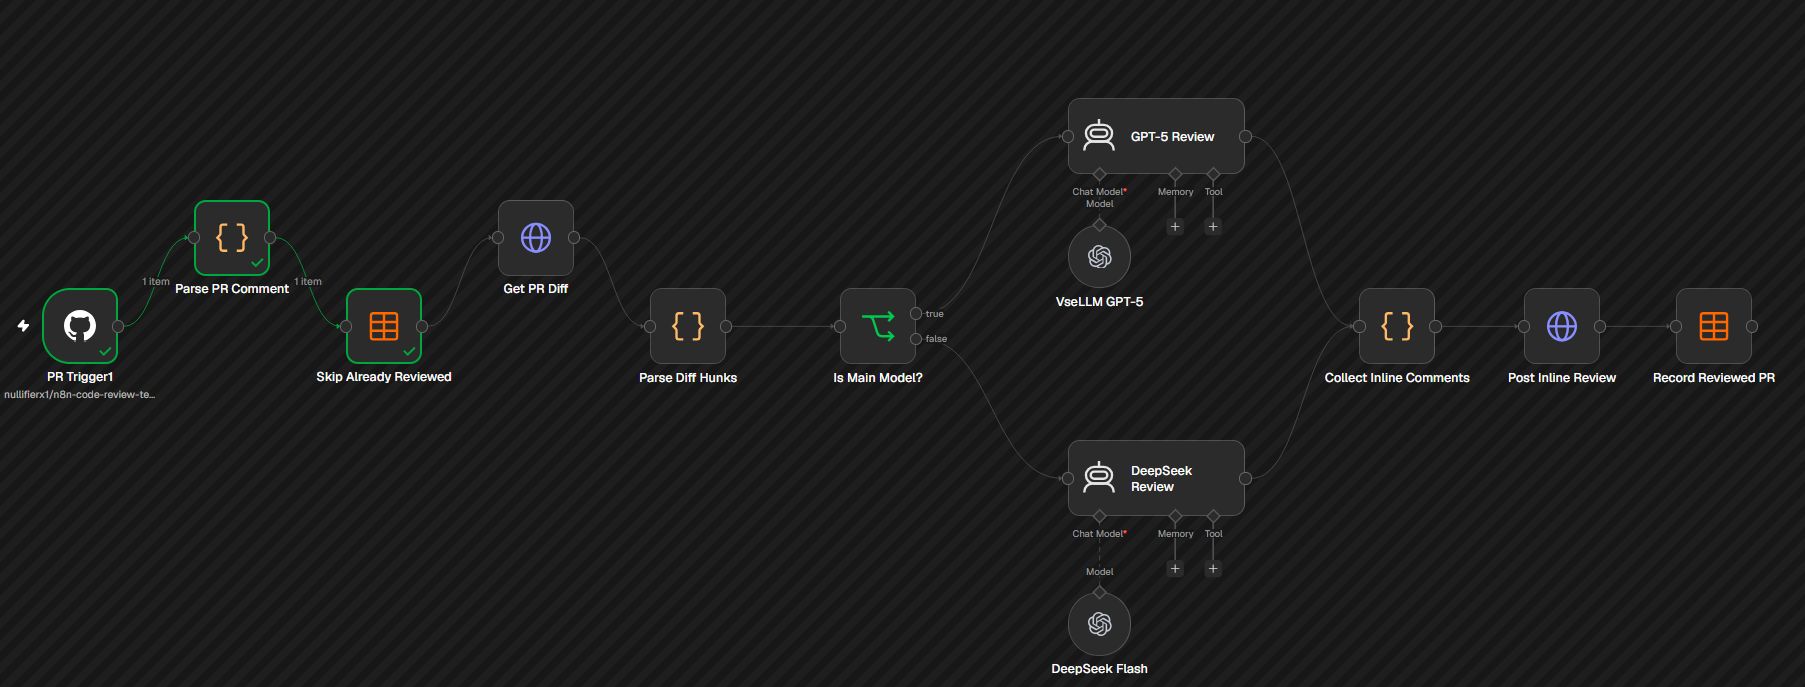 PR Trigger1
nullifierx1/n8n-code-review-te...
1 item
Parse PR Comment
1 item
Skip Already Reviewed
Get PR Diff
Parse Diff Hunks
Is Main Model?
true
false
GPT-5 Review
Chat Model*
Memory
Tool
Model
+
+
VseLLM GPT-5
DeepSeek
Review
Chat Model*
Memory
Tool
Model
+
+
DeepSeek Flash
Collect Inline Comments
Post Inline Review
Record Reviewed PR